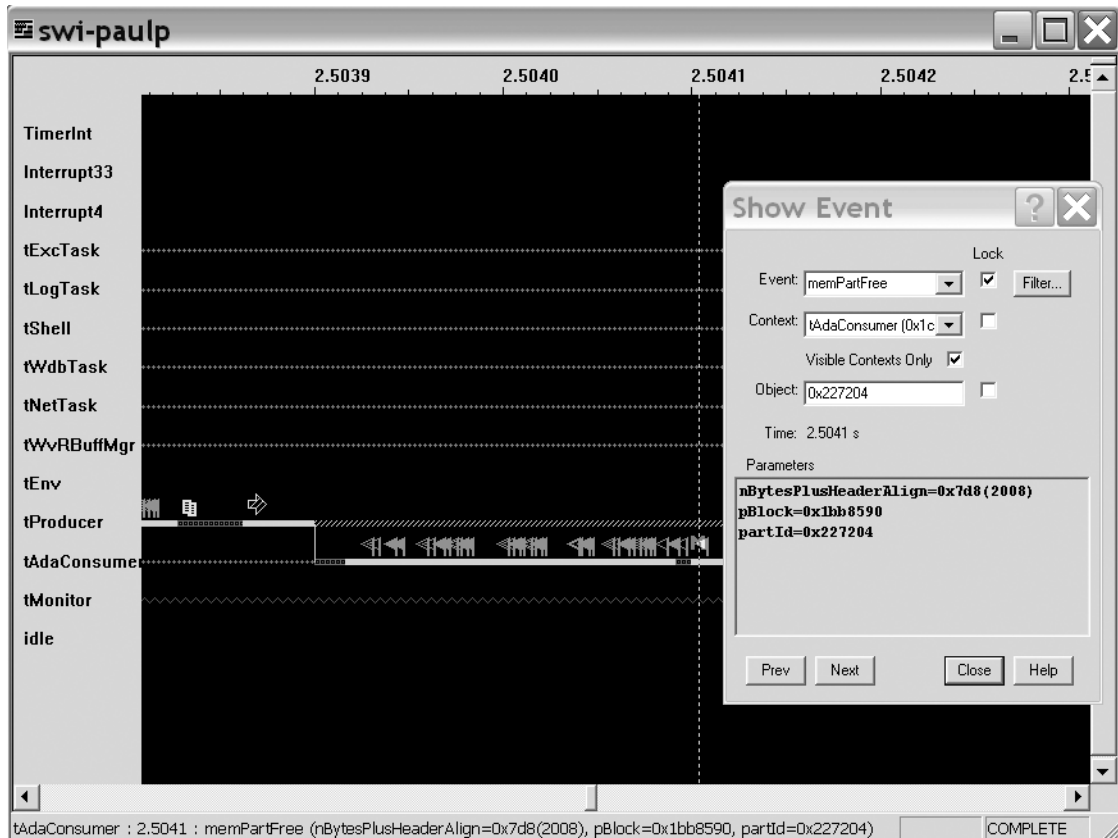 swi-paulp
2.5039 2.5040 2.5041 2.5042
TimerInt
Interrupt33
Interrupt4
tExcTask
tLogTask
tShell
tWdbTask
tNetTask
tWvRBuffMgr
tEnv
tProducer
tAdaConsumer
tMonitor
idle
Show Event
Lock
Event: memPartFree Filter...
Context: tAdaConsumer (0x1c
Visible Contexts Only
Object: 0x227204
Time: 2.5041 s
Parameters
nBytesPlusHeaderAlign=0x7d8(2008)
pBlock=0x1bb8590
partId=0x227204
Prev Next Close Help
tAdaConsumer : 2.5041 : memPartFree (nBytesPlusHeaderAlign=0x7d8(2008), pBlock=0x1bb8590, partId=0x227204) COMPLETE